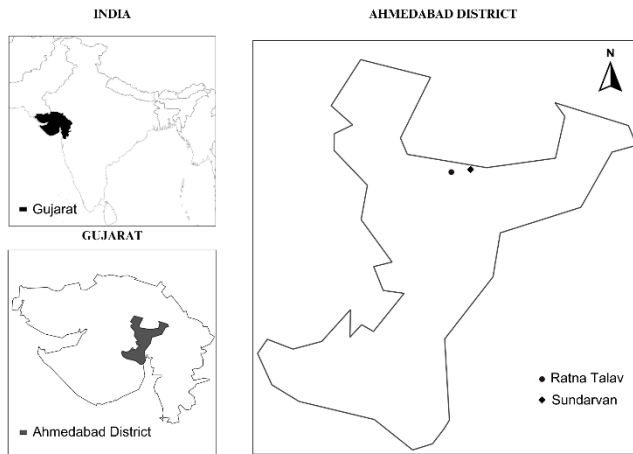 INDIA
Gujarat
GUJARAT
Ahmedabad District
AHMEDABAD DISTRICT
N
Ratna Talav
Sundarvan